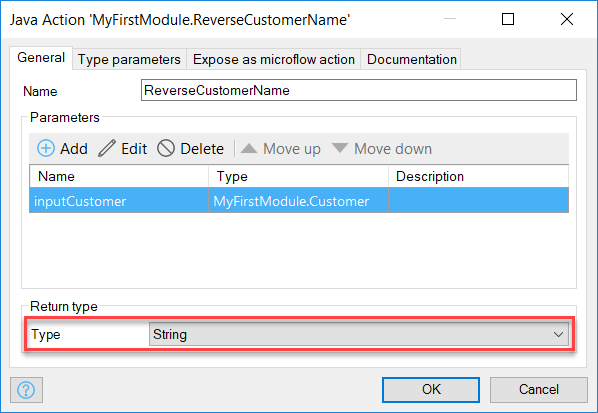 Java Action 'MyFirstModule.ReverseCustomerName'
General Type parameters Expose as microflow action Documentation
Name ReverseCustomerName
Parameters
Add Edit Delete Move up Move down
Name Type Description
inputCustomer MyFirstModule.Customer
Return type
Type String
? OK Cancel